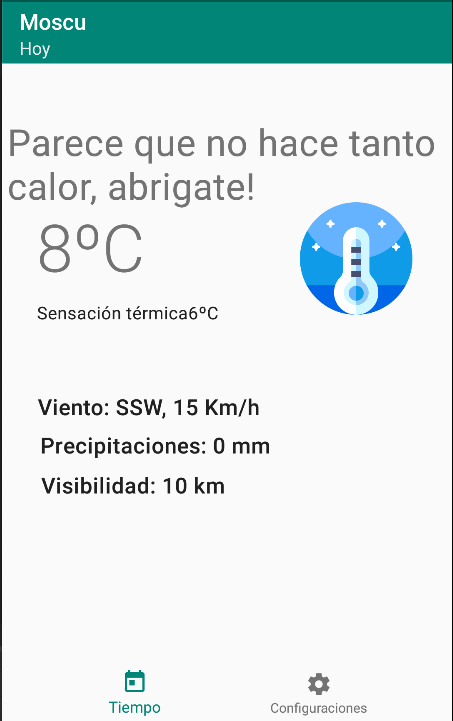 Moscu
Hoy
Parece que no hace tanto
calor, abrigate!
8ºC
Sensación térmica6ºC
Viento: SSW, 15 Km/h
Precipitaciones: 0 mm
Visibilidad: 10 km
Tiempo
Configuraciones